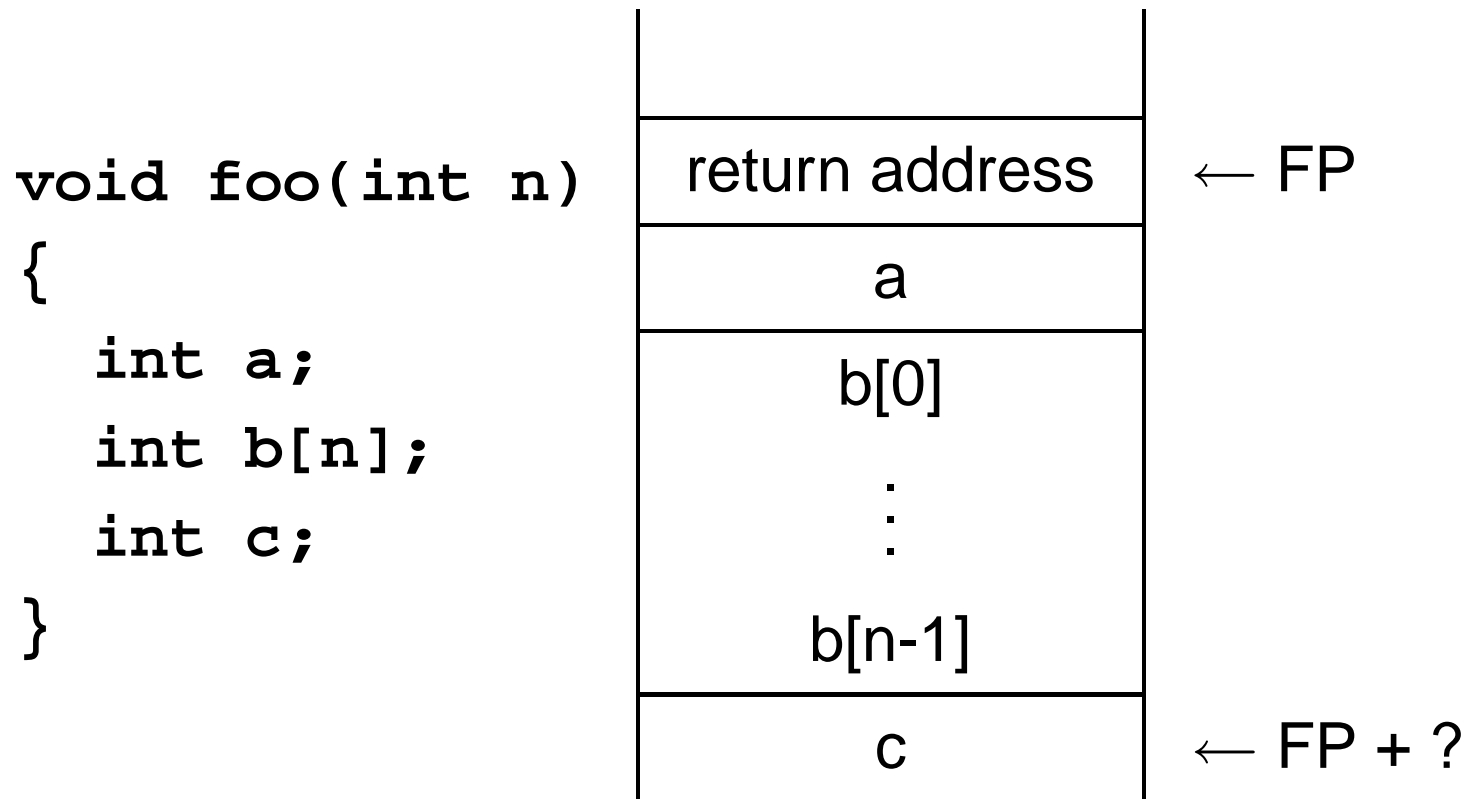 void foo(int n)
{
  int a;
  int b[n];
  int c;
}
return address ← FP
a
b[0]
⋮
b[n-1]
c ← FP + ?